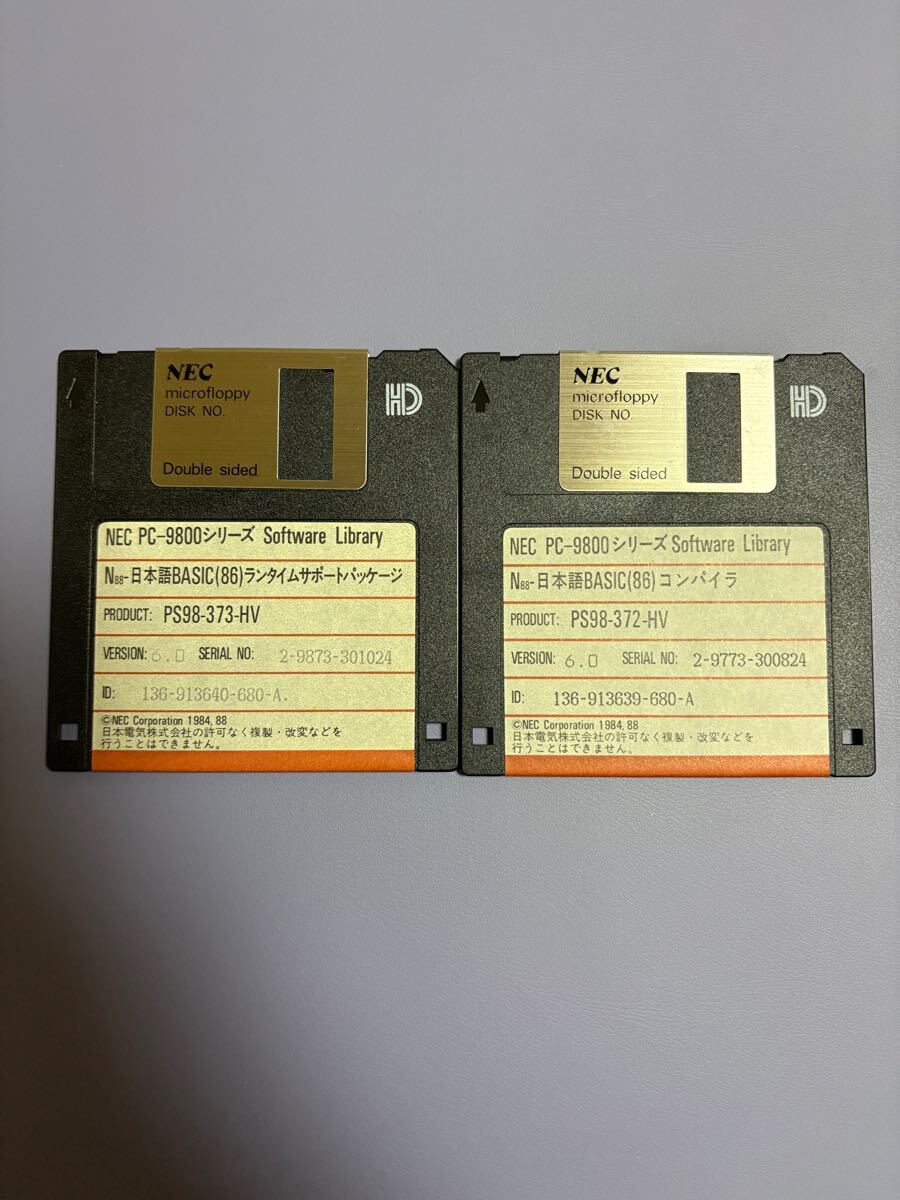 NEC
microfloppy
DISK NO.
Double sided
HD
NEC PC-9800シリーズ Software Library
N88-日本語BASIC(86)ランタイムサポートパッケージ
PRODUCT: PS98-373-HV
VERSION: 6.0 SERIAL NO: 2-9873-301024
ID: 136-913640-680-A.
©NEC Corporation 1984, 88
日本電気株式会社の許可なく複製・改変などを
行うことはできません。
NEC
microfloppy
DISK NO.
Double sided
HD
NEC PC-9800シリーズ Software Library
N88-日本語BASIC(86)コンパイラ
PRODUCT: PS98-372-HV
VERSION: 6.0 SERIAL NO: 2-9773-300824
ID: 136-913639-680-A
©NEC Corporation 1984, 88
日本電気株式会社の許可なく複製・改変などを
行うことはできません。